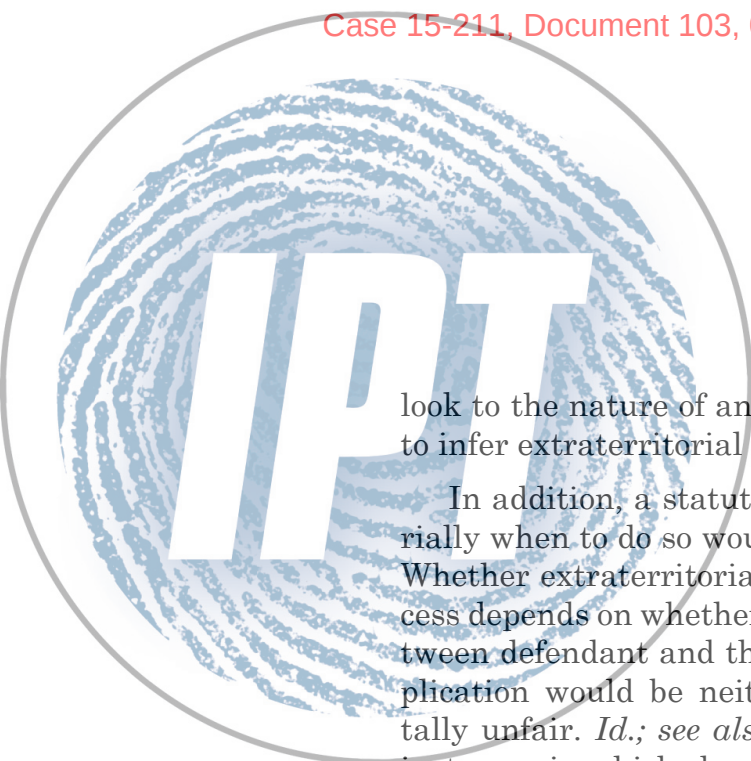 Case 15-211, Document 103,
IPT
look to the nature of an
to infer extraterritorial
In addition, a statut
rially when to do so wou
Whether extraterritoria
cess depends on whether
tween defendant and th
plication would be neit
tally unfair. Id.; see als